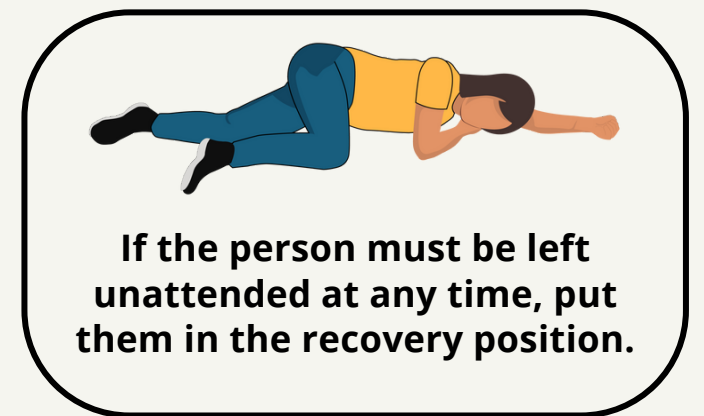 If the person must be left
unattended at any time, put
them in the recovery position.